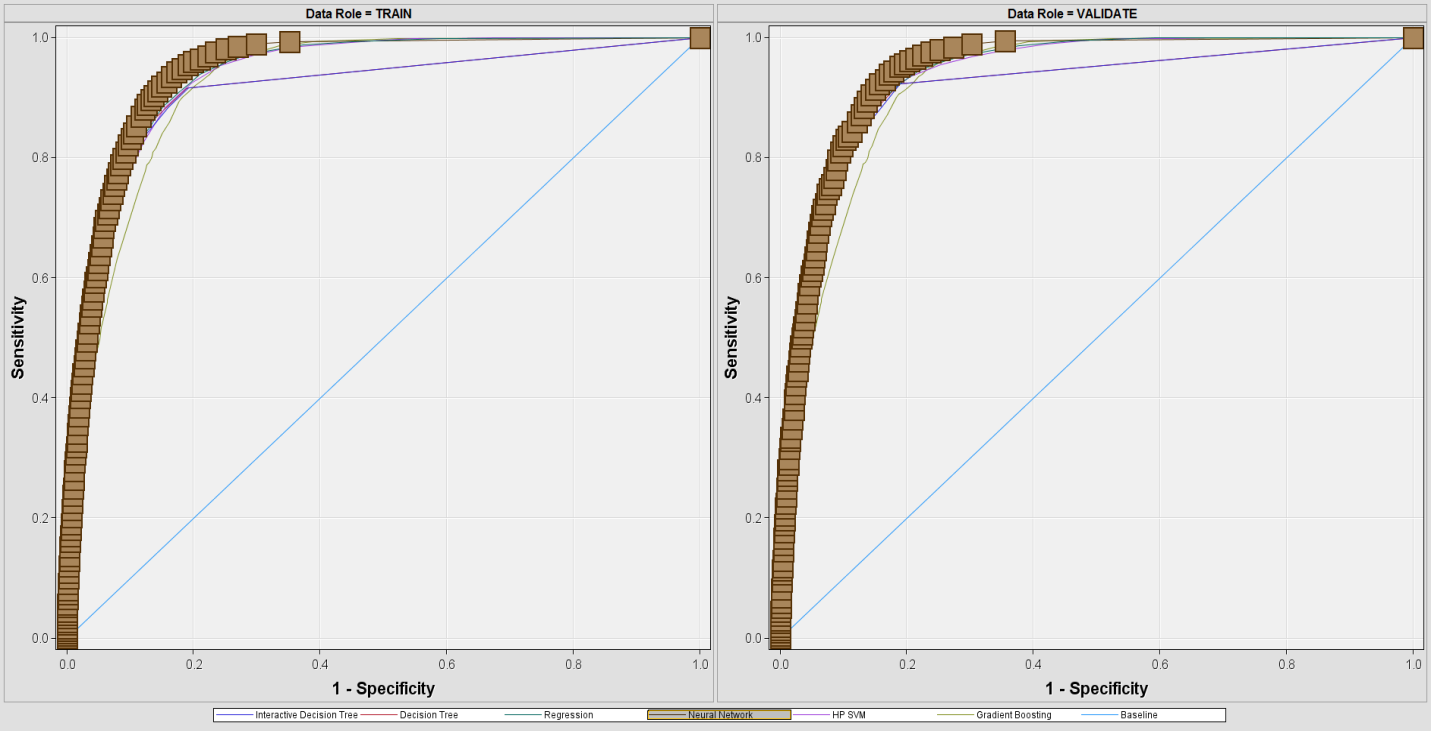 Data Role = TRAIN
1.0
0.8
0.6
0.4
0.2
0.0
Sensitivity
0.0 0.2 0.4 0.6 0.8 1.0
1 - Specificity
Data Role = VALIDATE
1.0
0.8
0.6
0.4
0.2
0.0
Sensitivity
0.0 0.2 0.4 0.6 0.8 1.0
1 - Specificity
Interactive Decision Tree Decision Tree Regression Neural Network HP SVM Gradient Boosting Baseline